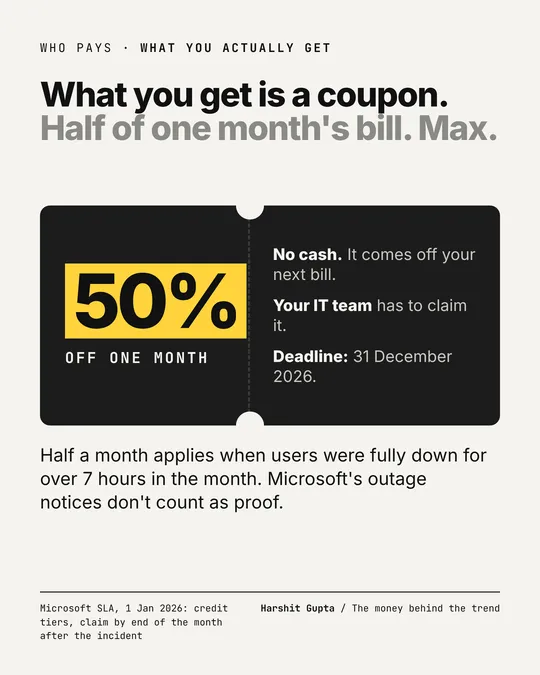 WHO PAYS · WHAT YOU ACTUALLY GET
What you get is a coupon.
Half of one month's bill. Max.
50%
OFF ONE MONTH
No cash. It comes off your
next bill.
Your IT team has to claim
it.
Deadline: 31 December
2026.
Half a month applies when users were fully down for
over 7 hours in the month. Microsoft's outage
notices don't count as proof.
Microsoft SLA, 1 Jan 2026: credit
tiers, claim by end of the month
after the incident
Harshit Gupta / The money behind the trend